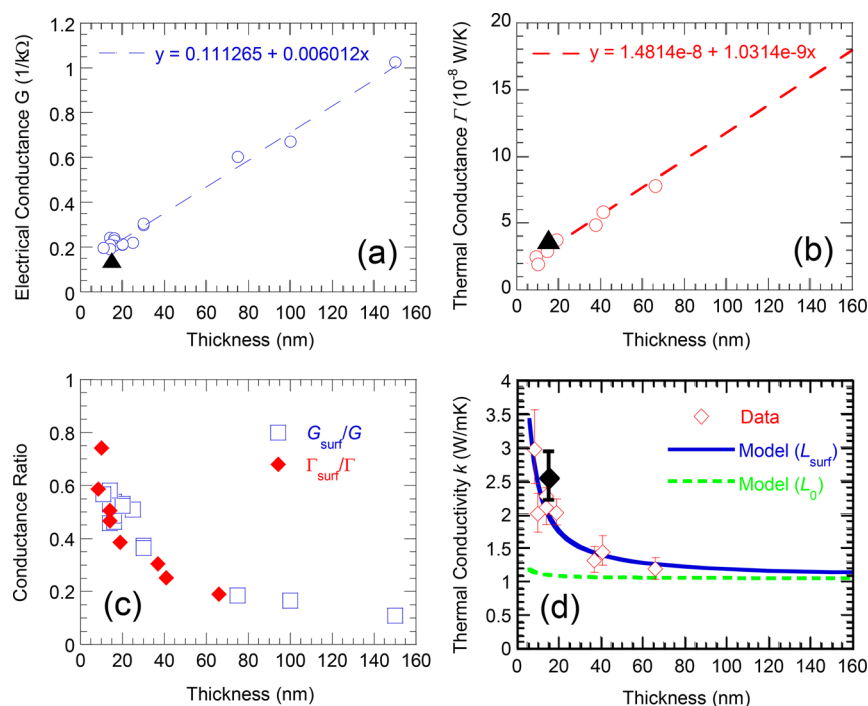 y = 0.111265 + 0.006012x
Electrical Conductance G (1/kΩ)
1.2
1
0.8
0.6
0.4
0.2
0
(a)
0 20 40 60 80 100 120 140 160
Thickness (nm)
y = 1.4814e-8 + 1.0314e-9x
Thermal Conductance Γ (10⁻⁸ W/K)
20
15
10
5
0
(b)
0 20 40 60 80 100 120 140 160
Thickness (nm)
Conductance Ratio
1
0.8
0.6
0.4
0.2
0
G_surf/G
Γ_surf/Γ
(c)
0 20 40 60 80 100 120 140 160
Thickness (nm)
Thermal Conductivity k (W/mK)
4
3.5
3
2.5
2
1.5
1
0.5
0
Data
Model (L_surf)
Model (L_0)
(d)
0 20 40 60 80 100 120 140 160
Thickness (nm)